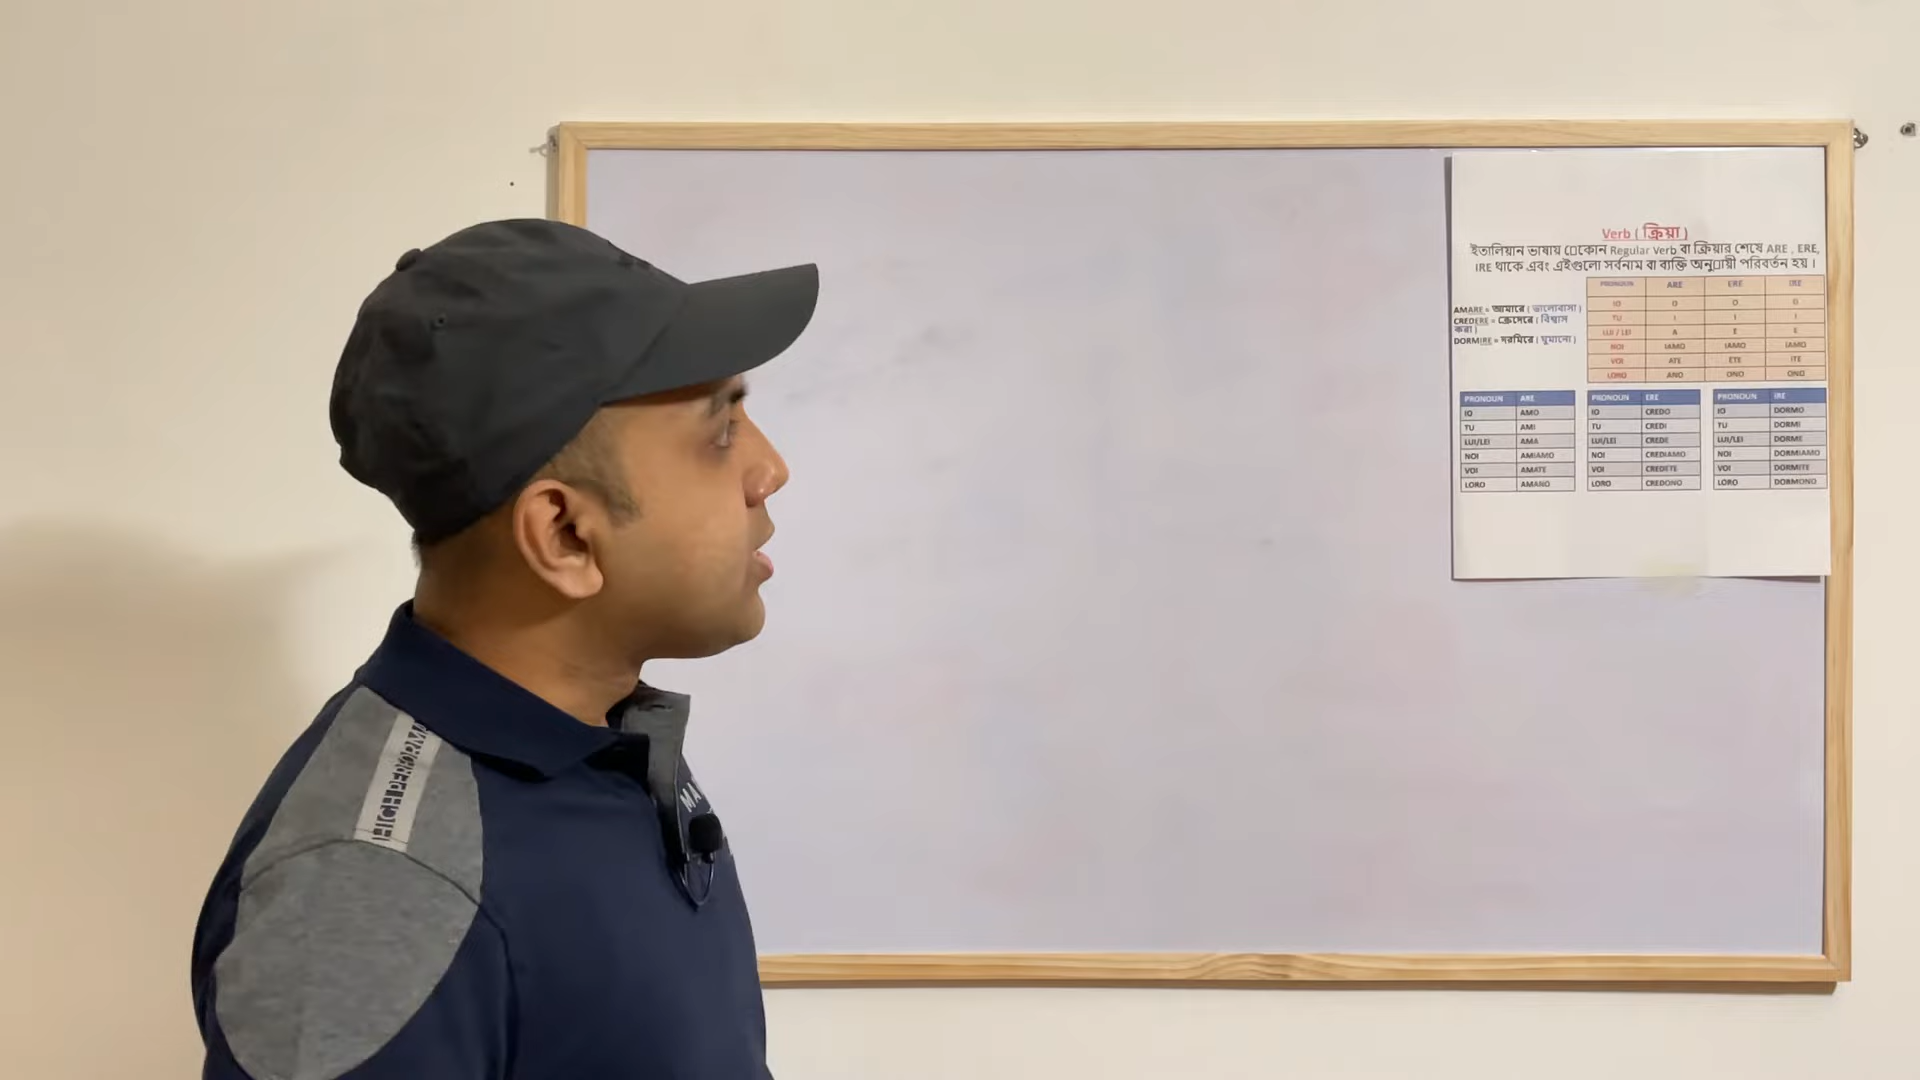 Verb ( ক্রিয়া )
ইতালিয়ান ভাষায় যেকোন Regular Verb বা ক্রিয়ার শেষে ARE , ERE,
IRE থাকে এবং এইগুলো সর্বনাম বা ব্যক্তি অনুযায়ী পরিবর্তন হয় ।
AMARE = আমারে ( ভালোবাসা )
CREDERE = ক্রেদেরে ( বিশ্বাস
করা )
DORMIRE = দরমিরে ( ঘুমানো )
PRONOUN ARE ERE IRE
IO O O O
TU I I I
LUI / LEI A E E
NOI IAMO IAMO IAMO
VOI ATE ETE ITE
LORO ANO ONO ONO
PRONOUN ARE
IO AMO
TU AMI
LUI/LEI AMA
NOI AMIAMO
VOI AMATE
LORO AMANO
PRONOUN ERE
IO CREDO
TU CREDI
LUI/LEI CREDE
NOI CREDIAMO
VOI CREDETE
LORO CREDONO
PRONOUN IRE
IO DORMO
TU DORMI
LUI/LEI DORME
NOI DORMIAMO
VOI DORMITE
LORO DORMONO
HIGH PERFORM
MA